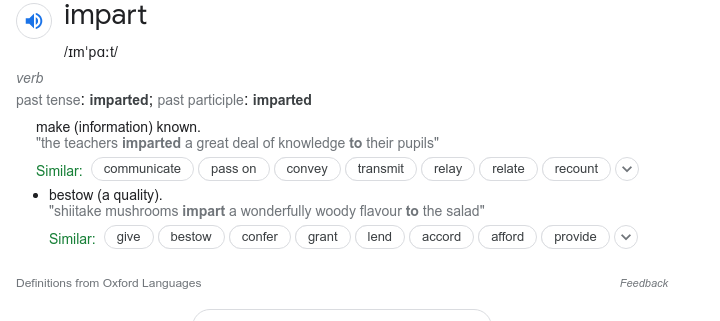 impart
/ɪmˈpɑːt/
verb
past tense: imparted; past participle: imparted
make (information) known.
"the teachers imparted a great deal of knowledge to their pupils"
Similar: communicate pass on convey transmit relay relate recount
• bestow (a quality).
"shiitake mushrooms impart a wonderfully woody flavour to the salad"
Similar: give bestow confer grant lend accord afford provide
Definitions from Oxford Languages Feedback